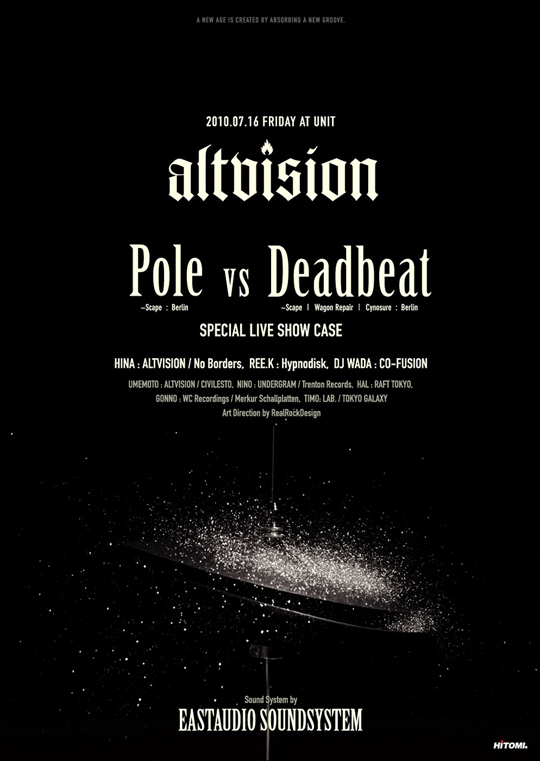 A NEW AGE IS CREATED BY ABSORBING A NEW GROOVE.
2010.07.16 FRIDAY AT UNIT
altvision
Pole vs Deadbeat
~Scape : Berlin ~Scape | Wagon Repair | Cynosure : Berlin
SPECIAL LIVE SHOW CASE
HINA : ALTVISION / No Borders, REE.K : Hypnodisk, DJ WADA : CO-FUSION
UMEMOTO : ALTVISION / CIVILESTO, NINO : UNDERGRAM / Trenton Records, HAL : RAFT TOKYO,
GONNO : WC Recordings / Merkur Schallplatten, TIMO: LAB. / TOKYO GALAXY
Art Direction by RealRockDesign
Sound System by
EASTAUDIO SOUNDSYSTEM
HiTOMI.